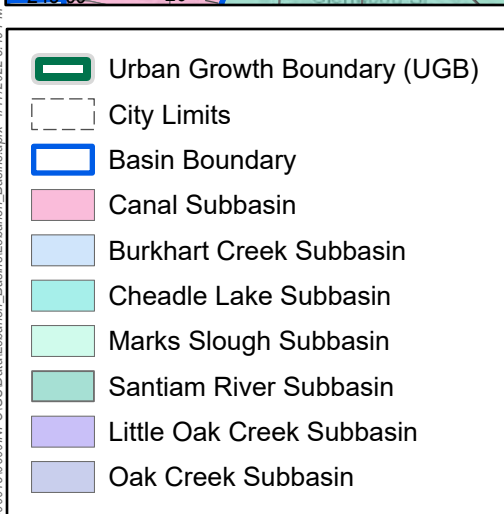 Urban Growth Boundary (UGB)
City Limits
Basin Boundary
Canal Subbasin
Burkhart Creek Subbasin
Cheadle Lake Subbasin
Marks Slough Subbasin
Santiam River Subbasin
Little Oak Creek Subbasin
Oak Creek Subbasin